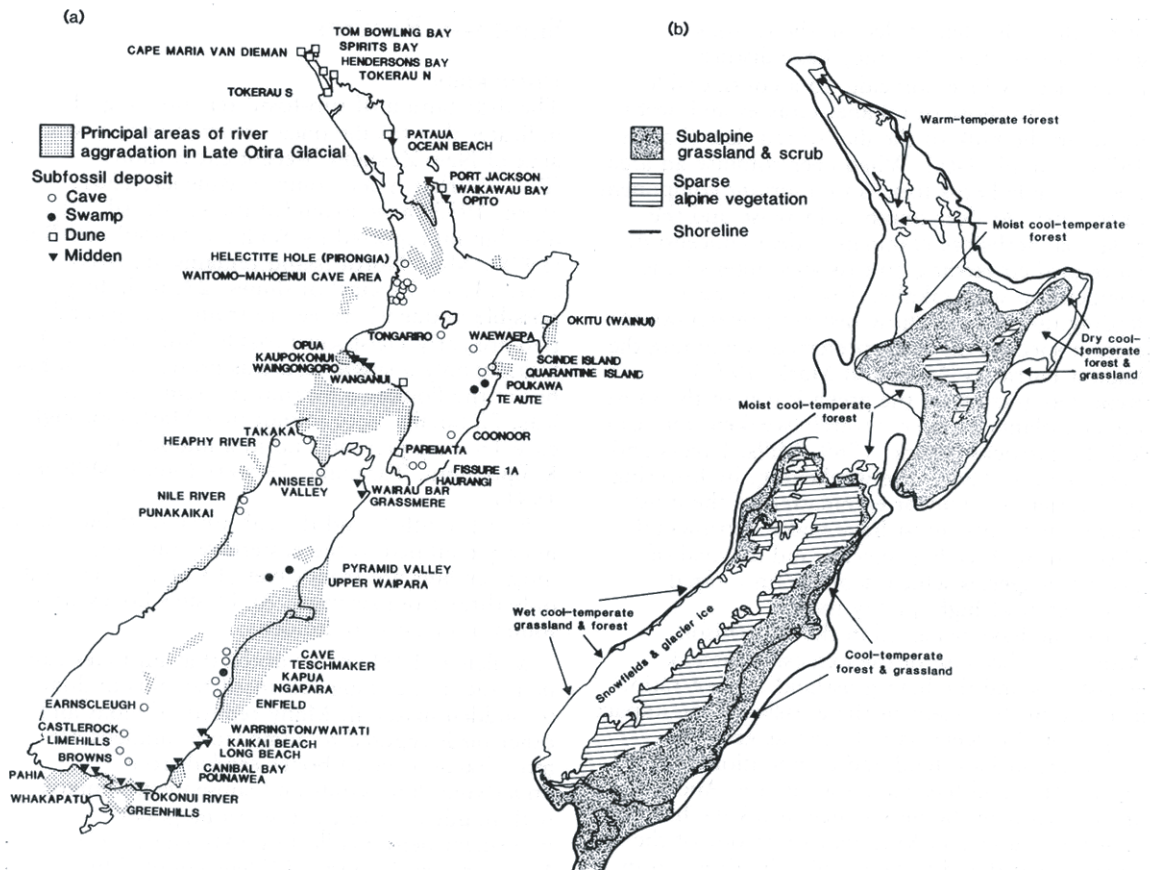 (a)
TOM BOWLING BAY
CAPE MARIA VAN DIEMAN
SPIRITS BAY
HENDERSONS BAY
TOKERAU N
TOKERAU S
Principal areas of river
aggradation in Late Otira Glacial
Subfossil deposit
Cave
Swamp
Dune
Midden
PATAUA
OCEAN BEACH
PORT JACKSON
WAIKAWAU BAY
OPITO
HELECTITE HOLE (PIRONGIA)
WAITOMO-MAHOENUI CAVE AREA
TONGARIRO
WAEWAEPA
OKITU (WAINUI)
OPUA
KAUPOKONUI
WAINGONGORO
WANGANUI
SCINDE ISLAND
QUARANTINE ISLAND
POUKAWA
TE AUTE
TAKAKA
HEAPHY RIVER
COONOOR
PAREMATA
FISSURE 1A
HAURANGI
ANISEED
VALLEY
WAIRAU BAR
GRASSMERE
NILE RIVER
PUNAKAIKAI
PYRAMID VALLEY
UPPER WAIPARA
CAVE
TESCHMAKER
KAPUA
NGAPARA
ENFIELD
EARNSCLEUGH
CASTLEROCK
LIMEHILLS
BROWNS
WARRINGTON/WAITATI
KAIKAI BEACH
LONG BEACH
CANIBAL BAY
POUNAWEA
PAHIA
WHAKAPATU
TOKONUI RIVER
GREENHILLS
(b)
Warm-temperate forest
Subalpine
grassland & scrub
Sparse
alpine vegetation
Shoreline
Moist cool-temperate
forest
Dry cool-
temperate
forest &
grassland
Moist cool-temperate
forest
Wet cool-temperate
grassland & forest
Snowfields & glacier ice
Cool-temperate
forest & grassland